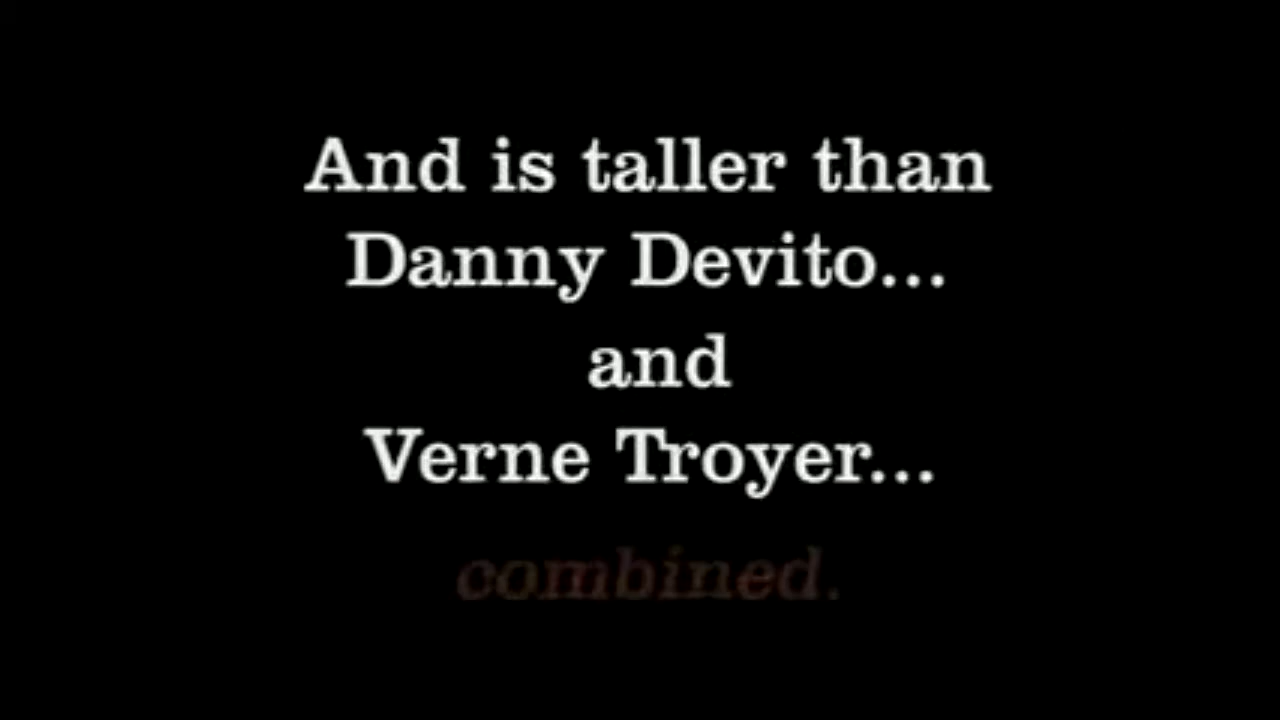 And is taller than
Danny Devito...
and
Verne Troyer...
combined.